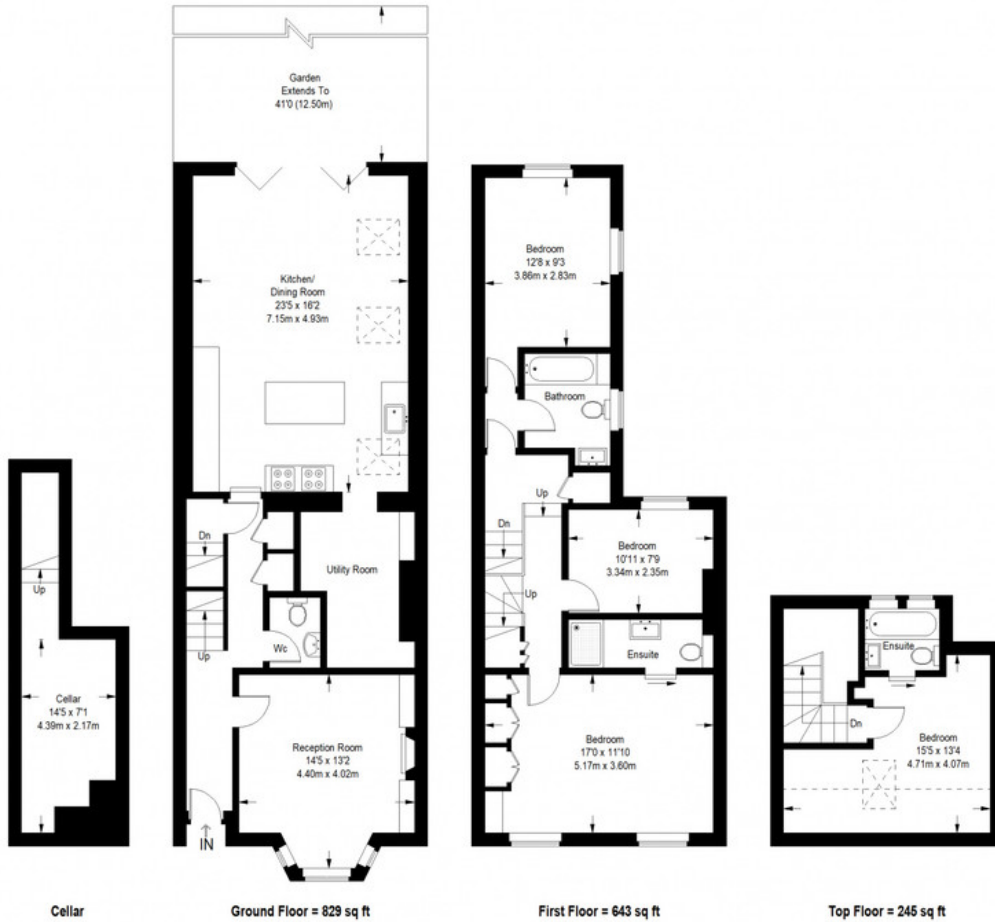 Garden
Extends To
41'0 (12.50m)
Kitchen/
Dining Room
23'5 x 16'2
7.15m x 4.93m
Dn
Up
Utility Room
Wc
Reception Room
14'5 x 13'2
4.40m x 4.02m
IN
Up
Cellar
14'5 x 7'1
4.39m x 2.17m
Bedroom
12'8 x 9'3
3.86m x 2.83m
Bathroom
Up
Dn
Bedroom
10'11 x 7'9
3.34m x 2.35m
Up
Ensuite
Bedroom
17'0 x 11'10
5.17m x 3.60m
Ensuite
Dn
Bedroom
15'5 x 13'4
4.71m x 4.07m
Cellar
Ground Floor = 829 sq ft
First Floor = 643 sq ft
Top Floor = 245 sq ft